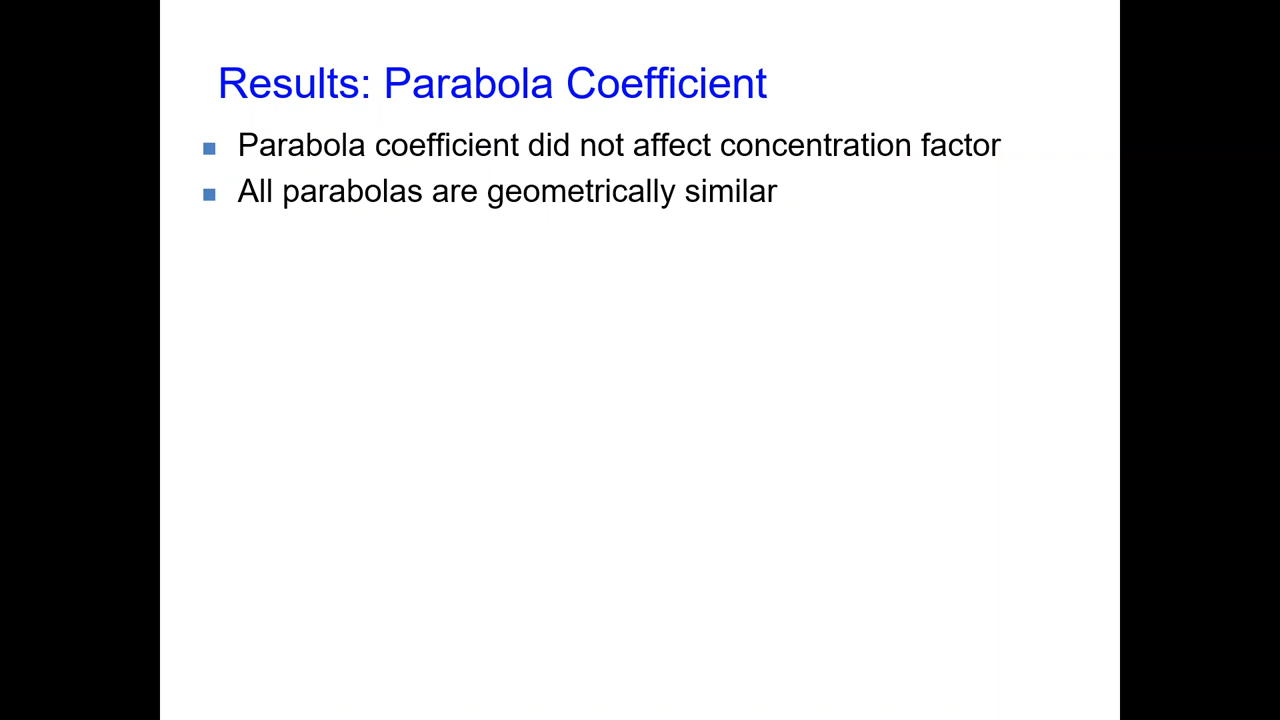 Results: Parabola Coefficient
Parabola coefficient did not affect concentration factor
All parabolas are geometrically similar